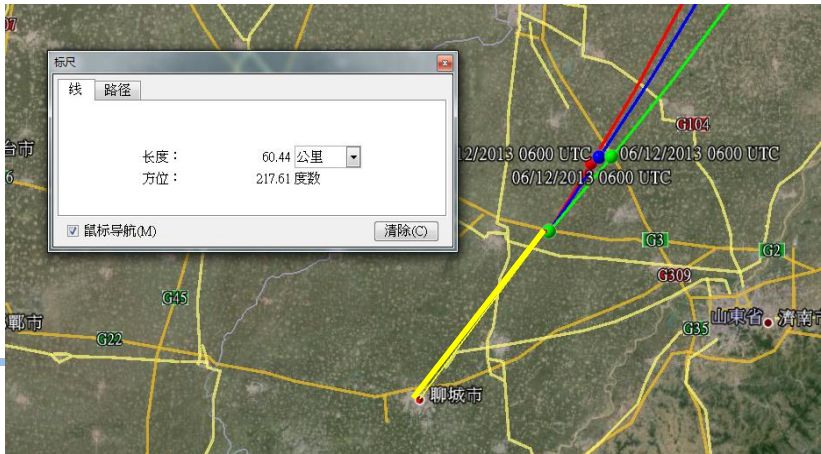 标尺
线
路径
长度：
60.44
公里
方位：
217.61 度数
鼠标导航(M)
清除(C)
G104
12/2013 0600 UTC
06/12/2013 0600 UTC
06/12/2013 0600 UTC
台市
6
G3
G2
G309
G45
鄲市
G22
G35
山東省
濟南市
聊城市